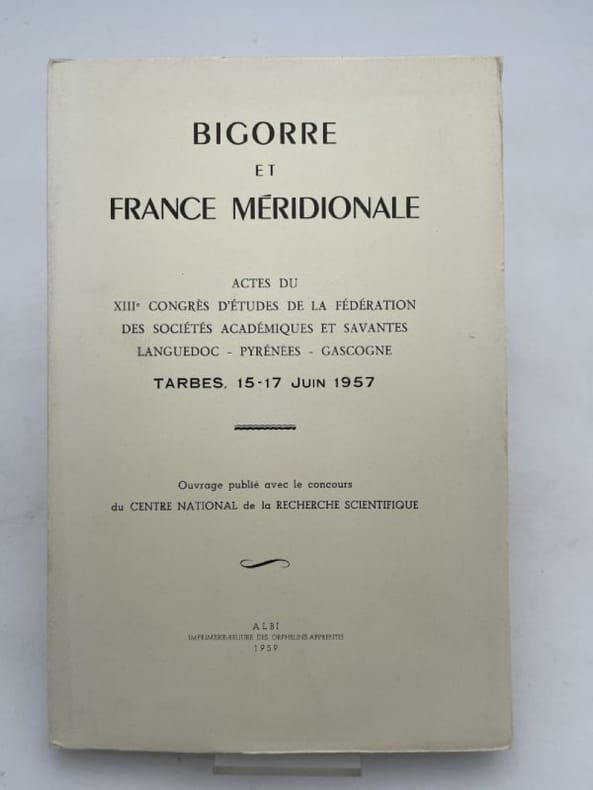 BIGORRE
ET
FRANCE MÉRIDIONALE
ACTES DU
XIIIe CONGRÈS D'ÉTUDES DE LA FÉDÉRATION
DES SOCIÉTÉS ACADÉMIQUES ET SAVANTES
LANGUEDOC - PYRÉNÉES - GASCOGNE
TARBES, 15-17 JUIN 1957
Ouvrage publié avec le concours
du CENTRE NATIONAL de la RECHERCHE SCIENTIFIQUE
ALBI
IMPRIMERIE-RELIURE DES ORPHELINS-APPRENTIS
1959